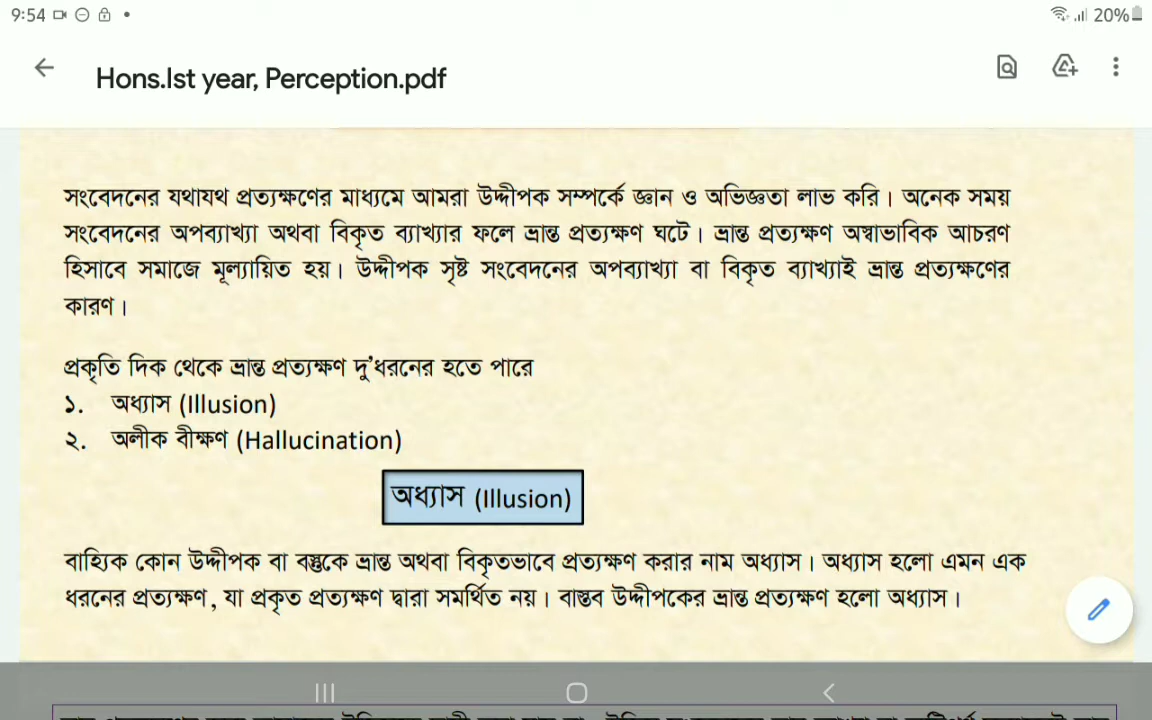 9:54
20%
Hons.Ist year, Perception.pdf
সংবেদনের যথাযথ প্রত্যক্ষণের মাধ্যমে আমরা উদ্দীপক সম্পর্কে জ্ঞান ও অভিজ্ঞতা লাভ করি। অনেক সময়
সংবেদনের অপব্যাখ্যা অথবা বিকৃত ব্যাখ্যার ফলে ভ্রান্ত প্রত্যক্ষণ ঘটে। ভ্রান্ত প্রত্যক্ষণ অস্বাভাবিক আচরণ
হিসাবে সমাজে মূল্যায়িত হয়। উদ্দীপক সৃষ্ট সংবেদনের অপব্যাখ্যা বা বিকৃত ব্যাখ্যাই ভ্রান্ত প্রত্যক্ষণের
কারণ।
প্রকৃতি দিক থেকে ভ্রান্ত প্রত্যক্ষণ দু’ধরনের হতে পারে
১. অধ্যাস (Illusion)
২. অলীক বীক্ষণ (Hallucination)
অধ্যাস (Illusion)
বাহ্যিক কোন উদ্দীপক বা বস্তুকে ভ্রান্ত অথবা বিকৃতভাবে প্রত্যক্ষণ করার নাম অধ্যাস। অধ্যাস হলো এমন এক
ধরনের প্রত্যক্ষণ, যা প্রকৃত প্রত্যক্ষণ দ্বারা সমর্থিত নয়। বাস্তব উদ্দীপকের ভ্রান্ত প্রত্যক্ষণ হলো অধ্যাস।